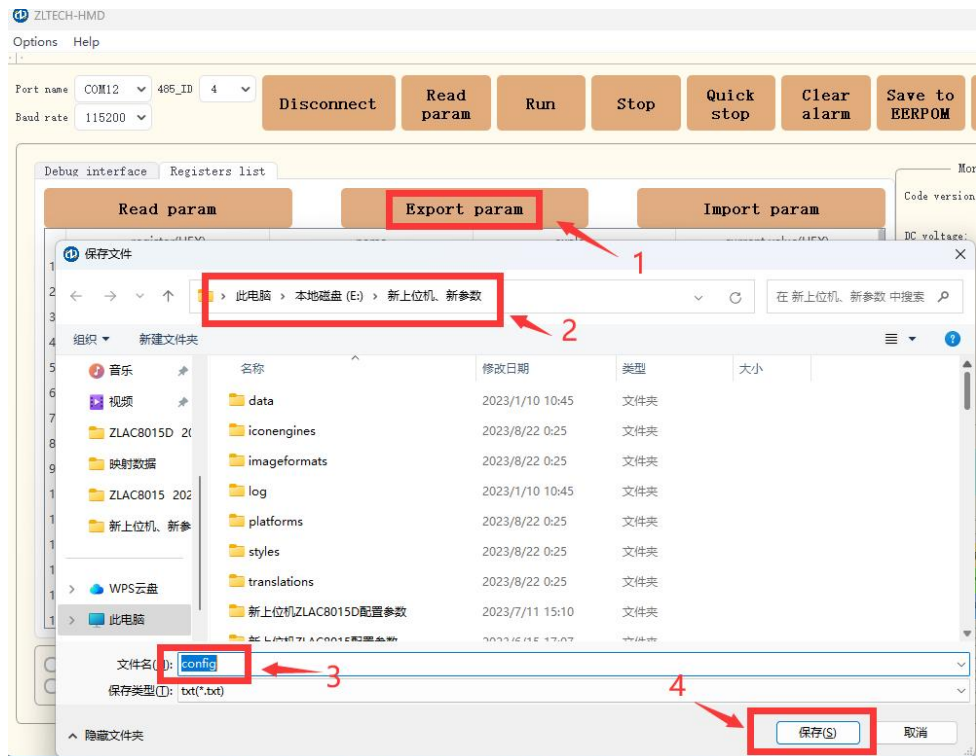 ZLTECH-HMD
Options Help
Port name COM12 485_ID 4
Baud rate 115200
Disconnect
Read param
Run
Stop
Quick stop
Clear alarm
Save to EERPOM
Debug interface Registers list
Read param Export param Import param
Code version
DC voltage:
1
保存文件
此电脑 › 本地磁盘 (E:) › 新上位机、新参数
在 新上位机、新参数 中搜索
2
组织 新建文件夹
名称 修改日期 类型 大小
音乐
视频
ZLAC8015D
映射数据
ZLAC8015 202
新上位机、新参
WPS云盘
此电脑
data 2023/1/10 10:45 文件夹
iconengines 2023/8/22 0:25 文件夹
imageformats 2023/8/22 0:25 文件夹
log 2023/1/10 10:45 文件夹
platforms 2023/8/22 0:25 文件夹
styles 2023/8/22 0:25 文件夹
translations 2023/8/22 0:25 文件夹
新上位机ZLAC8015D配置参数 2023/7/11 15:10 文件夹
文件名(N): config
3
保存类型(T): txt(*.txt)
4
隐藏文件夹
保存(S) 取消